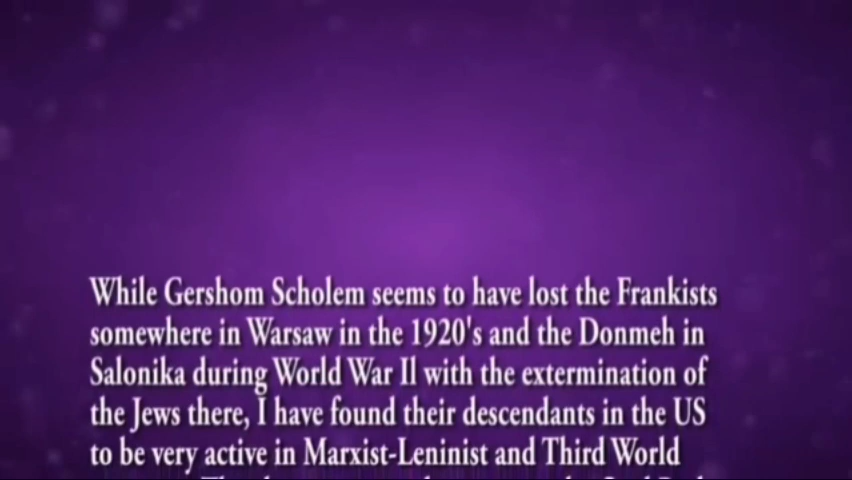 While Gershom Scholem seems to have lost the Frankists
somewhere in Warsaw in the 1920's and the Donmeh in
Salonika during World War II with the extermination of
the Jews there, I have found their descendants in the US
to be very active in Marxist-Leninist and Third World